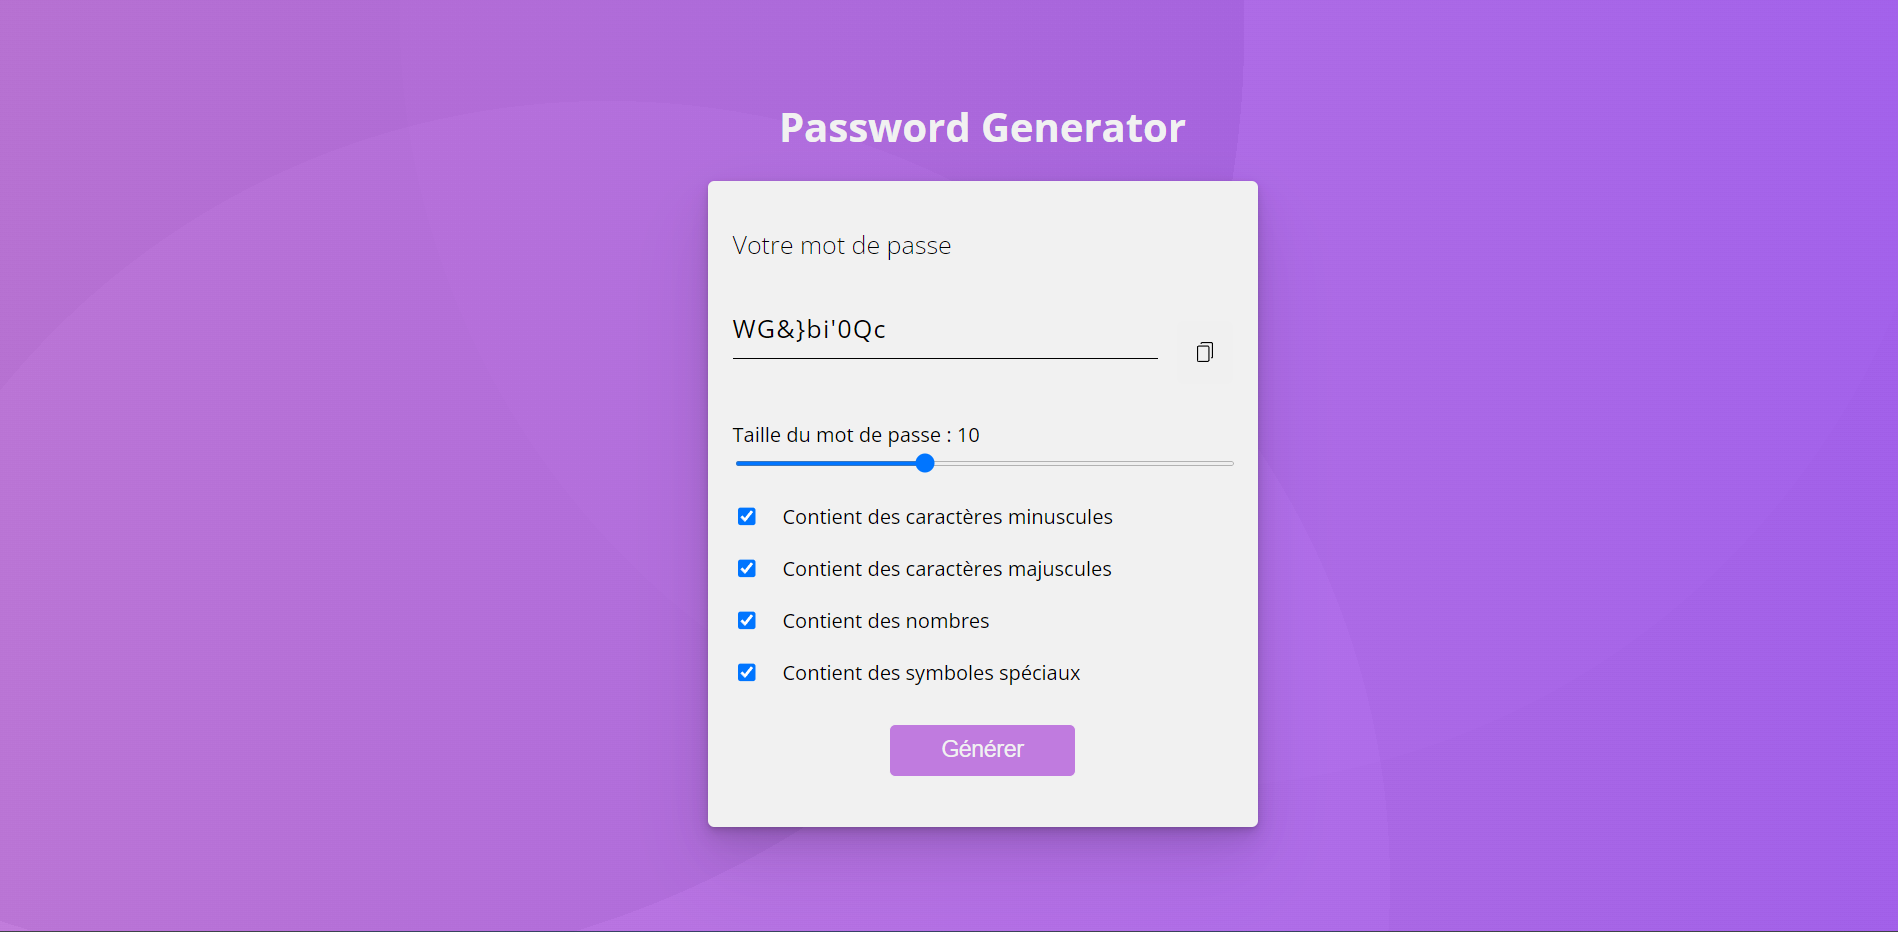 Password Generator
Votre mot de passe
WG&}bi'0Qc
Taille du mot de passe : 10
Contient des caractères minuscules
Contient des caractères majuscules
Contient des nombres
Contient des symboles spéciaux
Générer